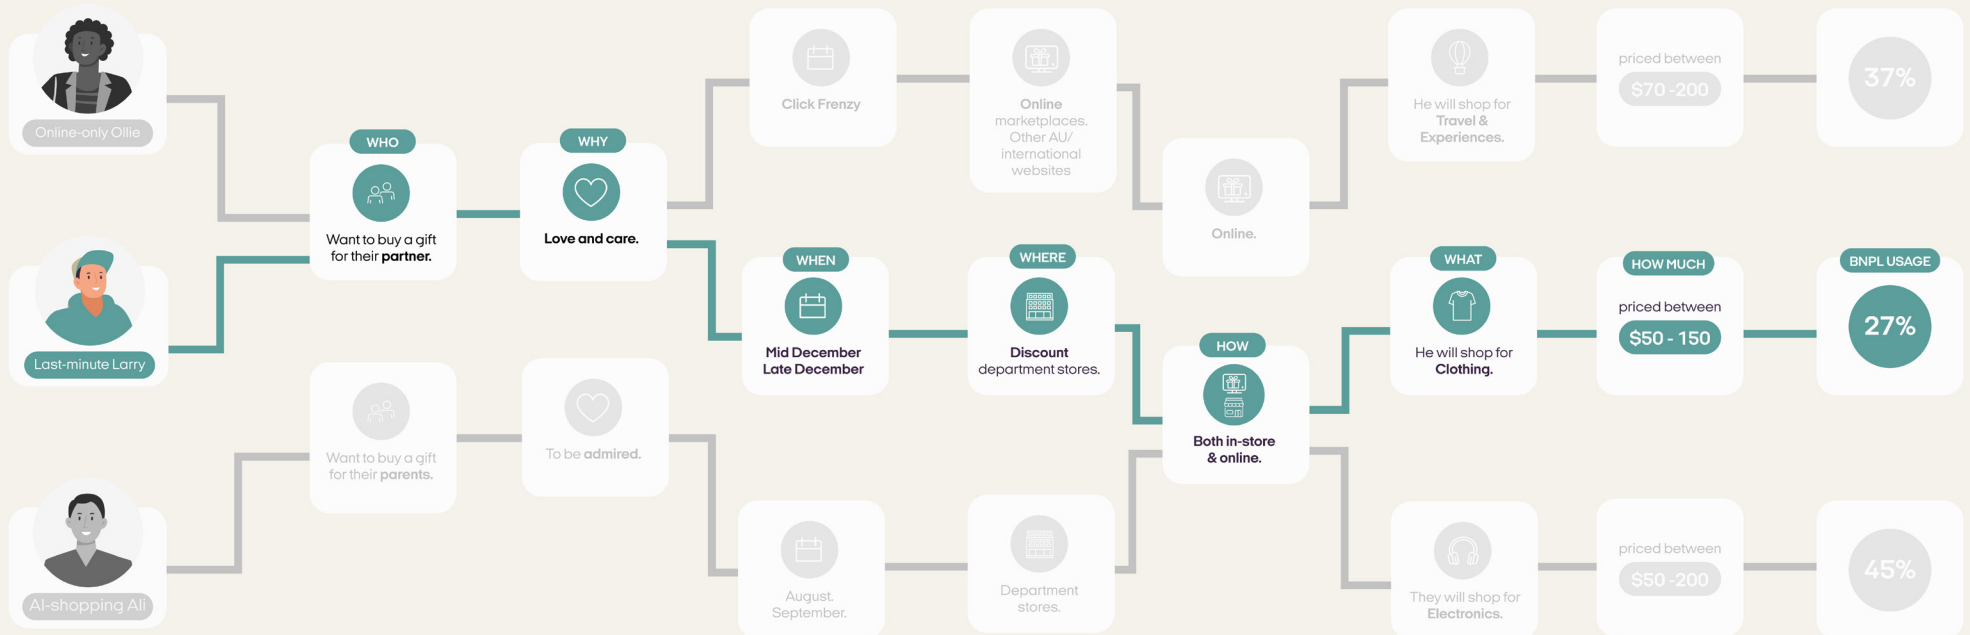 Online-only Ollie
WHO
Want to buy a gift
for their partner.
WHY
Love and care.
Click Frenzy
Online
marketplaces.
Other AU/
international
websites
Online.
He will shop for
Travel &
Experiences.
priced between
$70 -200
37%
Last-minute Larry
WHEN
Mid December
Late December
WHERE
Discount
department stores.
HOW
Both in-store
& online.
WHAT
He will shop for
Clothing.
HOW MUCH
priced between
$50 - 150
BNPL USAGE
27%
AI-shopping Ali
Want to buy a gift
for their parents.
To be admired.
August.
September.
Department
stores.
They will shop for
Electronics.
priced between
$50 -200
45%